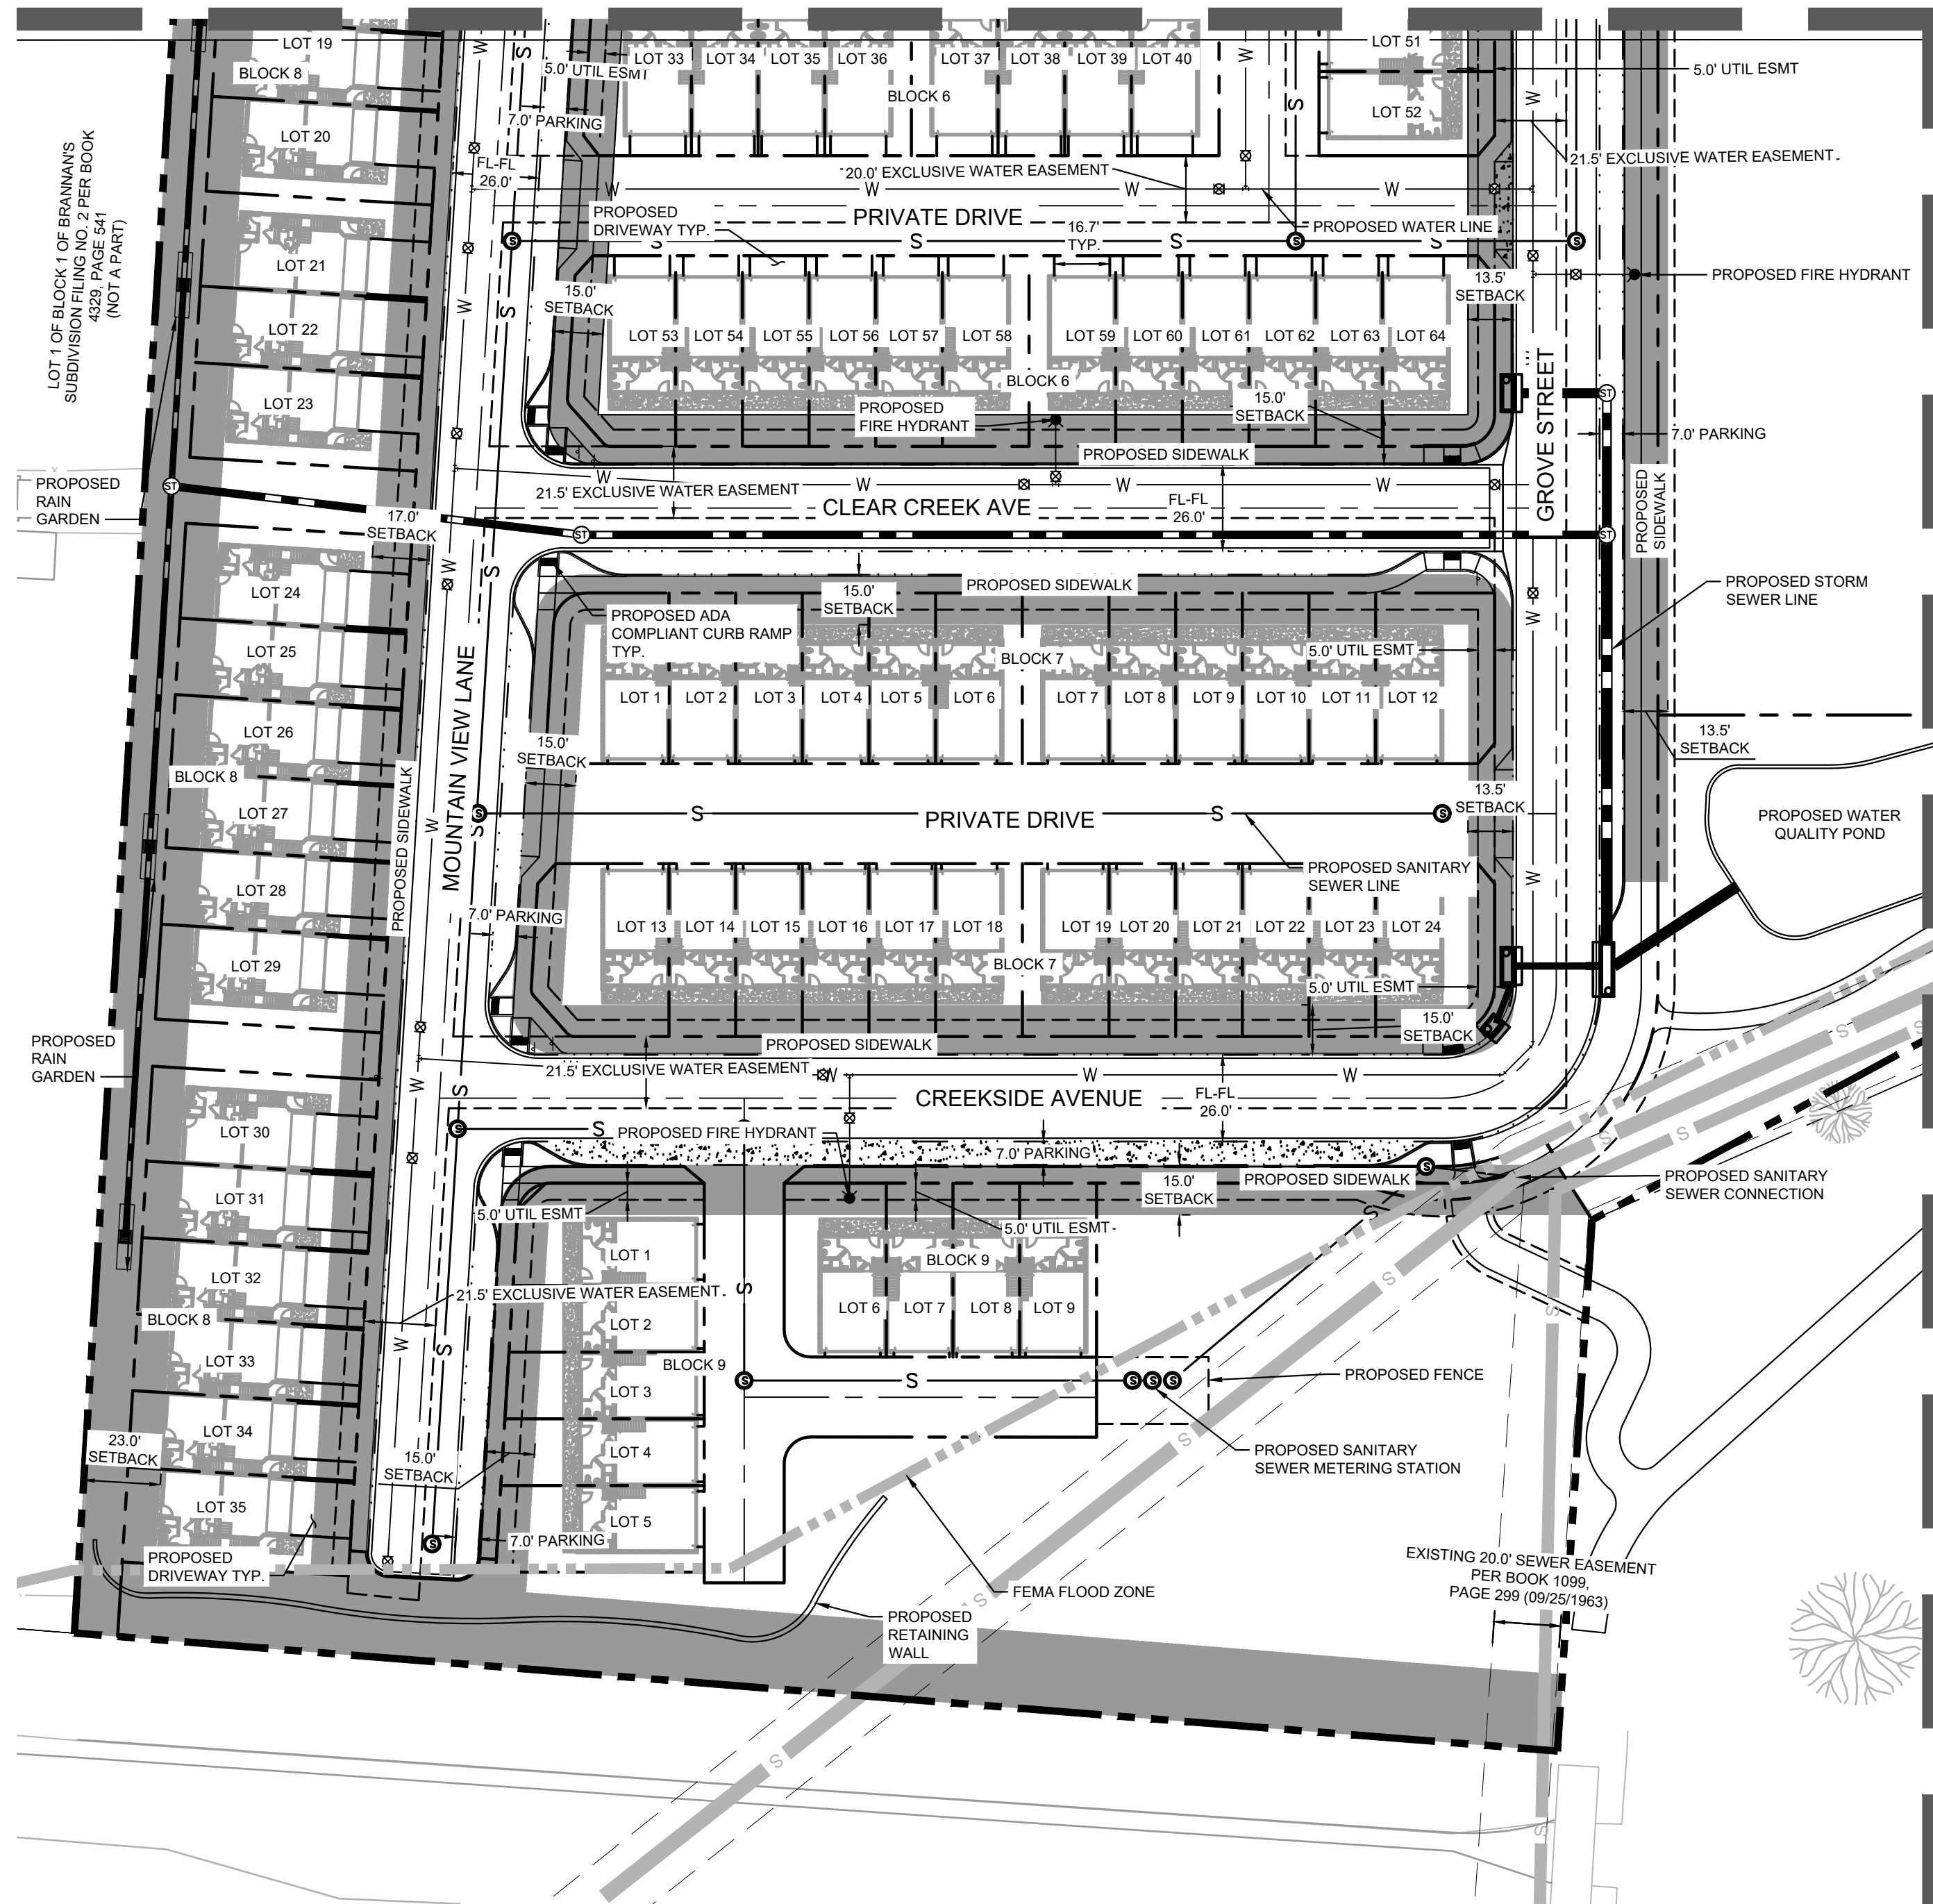 LOT 19
BLOCK 8
LOT 20
LOT 1 OF BLOCK 1 OF BRANNAN'S
SUBDIVISION FILING NO. 2 PER BOOK
4329, PAGE 541
(NOT A PART)
LOT 21
LOT 22
LOT 23
PROPOSED
RAIN
GARDEN
17.0'
SETBACK
LOT 24
LOT 25
LOT 26
BLOCK 8
LOT 27
LOT 28
LOT 29
PROPOSED
RAIN
GARDEN
LOT 30
LOT 31
LOT 32
BLOCK 8
LOT 33
LOT 34
LOT 35
23.0'
SETBACK
PROPOSED
DRIVEWAY TYP.
PROPOSED SIDEWALK
MOUNTAIN VIEW LANE
5.0' UTIL ESMT
7.0' PARKING
FL-FL
26.0'
LOT 33
LOT 34
LOT 35
LOT 36
BLOCK 6
LOT 37
LOT 38
LOT 39
LOT 40
LOT 51
LOT 52
5.0' UTIL ESMT
21.5' EXCLUSIVE WATER EASEMENT
20.0' EXCLUSIVE WATER EASEMENT
PRIVATE DRIVE
PROPOSED
DRIVEWAY TYP.
16.7'
TYP.
PROPOSED WATER LINE
PROPOSED FIRE HYDRANT
15.0'
SETBACK
13.5'
SETBACK
LOT 53
LOT 54
LOT 55
LOT 56
LOT 57
LOT 58
LOT 59
LOT 60
LOT 61
LOT 62
LOT 63
LOT 64
BLOCK 6
PROPOSED
FIRE HYDRANT
15.0'
SETBACK
PROPOSED SIDEWALK
GROVE STREET
7.0' PARKING
PROPOSED
SIDEWALK
21.5' EXCLUSIVE WATER EASEMENT
CLEAR CREEK AVE
FL-FL
26.0'
ST
ST
ST
ST
PROPOSED SIDEWALK
15.0'
SETBACK
PROPOSED ADA
COMPLIANT CURB RAMP
TYP.
PROPOSED STORM
SEWER LINE
BLOCK 7
5.0' UTIL ESMT
LOT 1
LOT 2
LOT 3
LOT 4
LOT 5
LOT 6
LOT 7
LOT 8
LOT 9
LOT 10
LOT 11
LOT 12
15.0'
SETBACK
13.5'
SETBACK
13.5'
SETBACK
PRIVATE DRIVE
PROPOSED WATER
QUALITY POND
PROPOSED SANITARY
SEWER LINE
7.0' PARKING
LOT 13
LOT 14
LOT 15
LOT 16
LOT 17
LOT 18
LOT 19
LOT 20
LOT 21
LOT 22
LOT 23
LOT 24
BLOCK 7
5.0' UTIL ESMT
15.0'
SETBACK
PROPOSED SIDEWALK
21.5' EXCLUSIVE WATER EASEMENT
CREEKSIDE AVENUE
FL-FL
26.0'
PROPOSED FIRE HYDRANT
7.0' PARKING
15.0'
SETBACK
PROPOSED SIDEWALK
PROPOSED SANITARY
SEWER CONNECTION
5.0' UTIL ESMT
5.0' UTIL ESMT
LOT 1
BLOCK 9
21.5' EXCLUSIVE WATER EASEMENT
LOT 6
LOT 7
LOT 8
LOT 9
LOT 2
BLOCK 9
LOT 3
LOT 4
LOT 5
PROPOSED FENCE
PROPOSED SANITARY
SEWER METERING STATION
15.0'
SETBACK
7.0' PARKING
FEMA FLOOD ZONE
PROPOSED
RETAINING
WALL
EXISTING 20.0' SEWER EASEMENT
PER BOOK 1099,
PAGE 299 (09/25/1963)